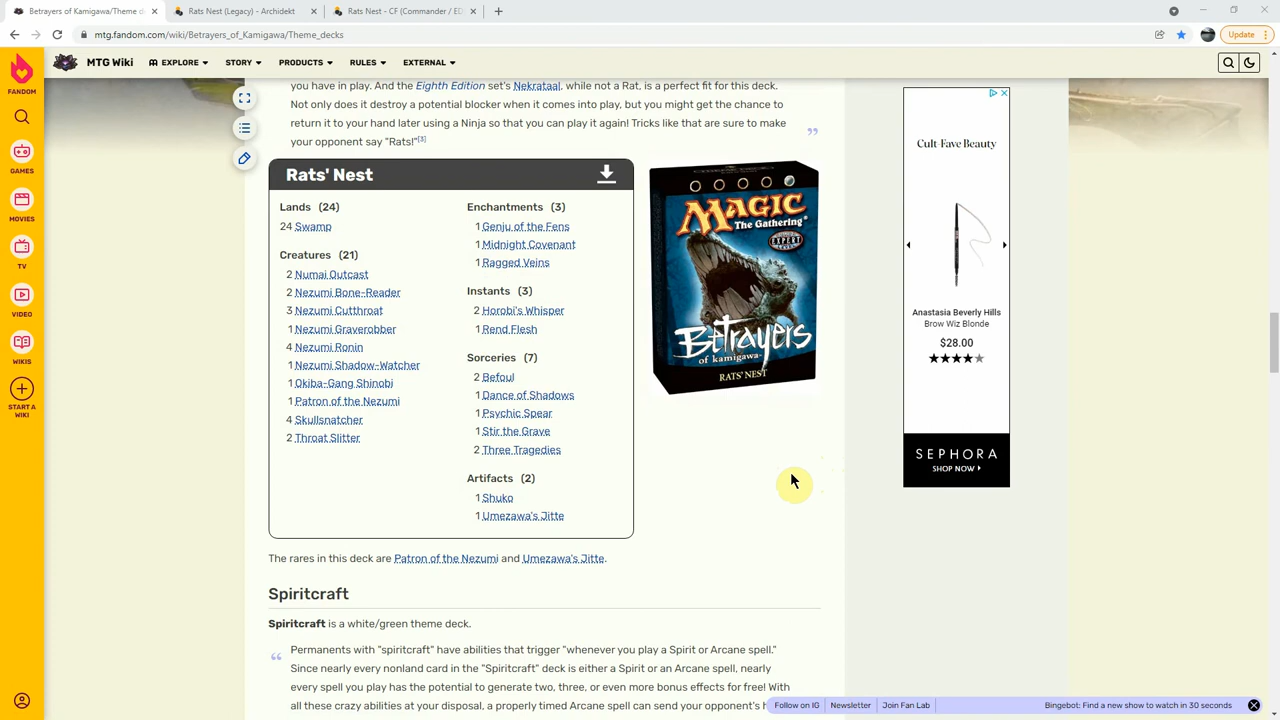 Betrayers of Kamigawa/Theme de
Rats Nest (Legacy) - Archidekt
Rats Nest - CF (Commander / ED
mtg.fandom.com/wiki/Betrayers_of_Kamigawa/Theme_decks
Update
FANDOM
GAMES
MOVIES
TV
VIDEO
WIKIS
START A
WIKI
MTG Wiki
EXPLORE
STORY
PRODUCTS
RULES
EXTERNAL
you have in play. And the Eighth Edition set's Nekrataal, while not a Rat, is a perfect fit for this deck.
Not only does it destroy a potential blocker when it comes into play, but you might get the chance to
return it to your hand later using a Ninja so that you can play it again! Tricks like that are sure to make
your opponent say "Rats!"[3]
Rats' Nest
Lands (24)
24 Swamp
Creatures (21)
2 Numai Outcast
2 Nezumi Bone-Reader
3 Nezumi Cutthroat
1 Nezumi Graverobber
4 Nezumi Ronin
1 Nezumi Shadow-Watcher
1 Okiba-Gang Shinobi
1 Patron of the Nezumi
4 Skullsnatcher
2 Throat Slitter
Enchantments (3)
1 Genju of the Fens
1 Midnight Covenant
1 Ragged Veins
Instants (3)
2 Horobi's Whisper
1 Rend Flesh
Sorceries (7)
2 Befoul
1 Dance of Shadows
1 Psychic Spear
1 Stir the Grave
2 Three Tragedies
Artifacts (2)
1 Shuko
1 Umezawa's Jitte
MAGIC
The Gathering
EXPERT
Betrayers
of kamigawa
RATS' NEST
The rares in this deck are Patron of the Nezumi and Umezawa's Jitte.
Spiritcraft
Spiritcraft is a white/green theme deck.
Permanents with "spiritcraft" have abilities that trigger "whenever you play a Spirit or Arcane spell."
Since nearly every nonland card in the "Spiritcraft" deck is either a Spirit or an Arcane spell, nearly
every spell you play has the potential to generate two, three, or even more bonus effects for free! With
all these crazy abilities at your disposal, a properly timed Arcane spell can send your opponent's h
Cult-Fave Beauty
Anastasia Beverly Hills
Brow Wiz Blonde
$28.00
SEPHORA
SHOP NOW
Follow on IG
Newsletter
Join Fan Lab
Bingebot: Find a new show to watch in 30 seconds